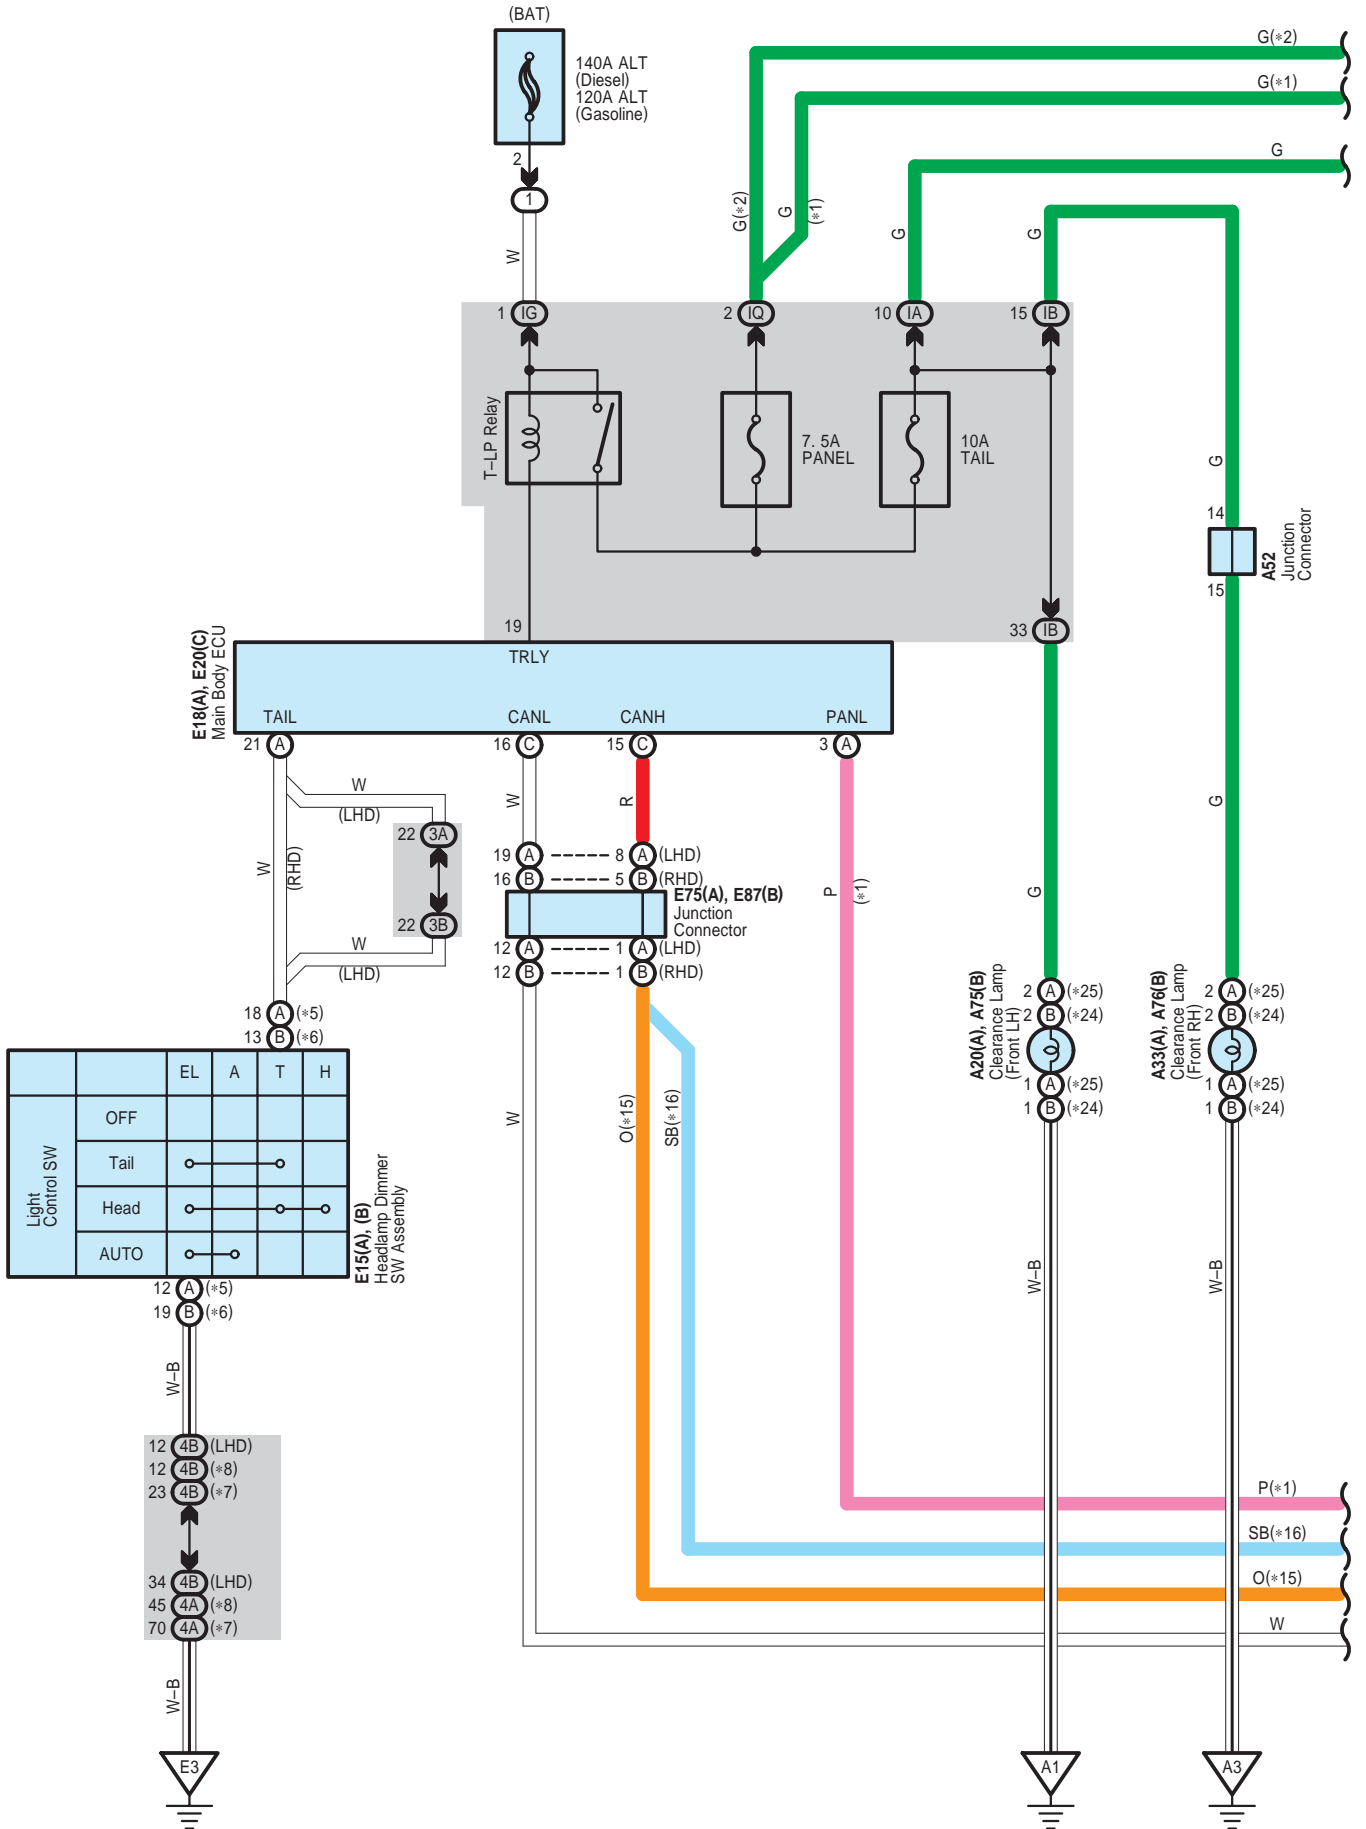 (BAT)
140A ALT
(Diesel)
120A ALT
(Gasoline)
2
1
W
G(*2)
G(*1)
G
G(*2)
G
(*1)
G
G
1 IG
2 IQ
10 IA
15 IB
T–LP Relay
7. 5A
PANEL
10A
TAIL
G
14
A52
Junction
Connector
15
19
33 IB
E18(A), E20(C)
Main Body ECU
TRLY
TAIL
CANL
CANH
PANL
21 A
16 C
15 C
3 A
W
(LHD)
W
R
G
22 3A
W
(RHD)
19 A
8 A (LHD)
16 B
5 B (RHD)
E75(A), E87(B)
Junction
Connector
P
(*1)
G
22 3B
W
(LHD)
12 A
1 A (LHD)
12 B
1 B (RHD)
18 A (*5)
13 B (*6)
A20(A), A75(B)
Clearance Lamp
(Front LH)
2 A (*25)
2 B (*24)
1 A (*25)
1 B (*24)
A33(A), A76(B)
Clearance Lamp
(Front RH)
2 A (*25)
2 B (*24)
1 A (*25)
1 B (*24)
EL A T H
Light
Control SW
OFF
Tail
Head
AUTO
E15(A), (B)
Headlamp Dimmer
SW Assembly
W
O(*15)
SB(*16)
12 A (*5)
19 B (*6)
W–B
W–B
W–B
12 4B (LHD)
12 4B (*8)
23 4B (*7)
34 4B (LHD)
45 4A (*8)
70 4A (*7)
P(*1)
SB(*16)
O(*15)
W
W–B
E3
A1
A3